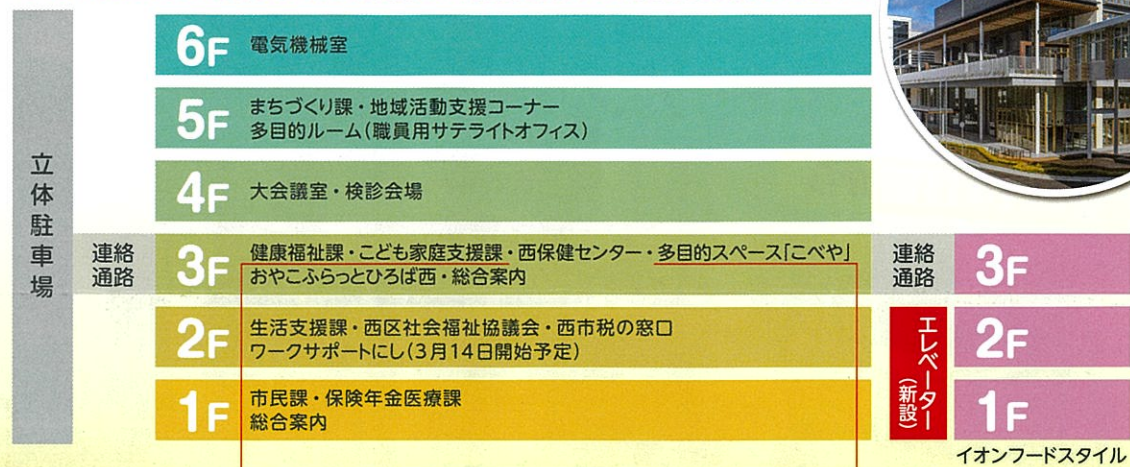 立体駐車場
6F 電気機械室
5F まちづくり課・地域活動支援コーナー
多目的ルーム(職員用サテライトオフィス)
4F 大会議室・検診会場
連絡
通路
3F 健康福祉課・こども家庭支援課・西保健センター・多目的スペース「こべや」
おやこふらっとひろば西・総合案内
連絡
通路
3F
2F 生活支援課・西区社会福祉協議会・西市税の窓口
ワークサポートにし(3月14日開始予定)
エレベーター
(新設)
2F
1F 市民課・保険年金医療課
総合案内
1F
イオンフードスタイル